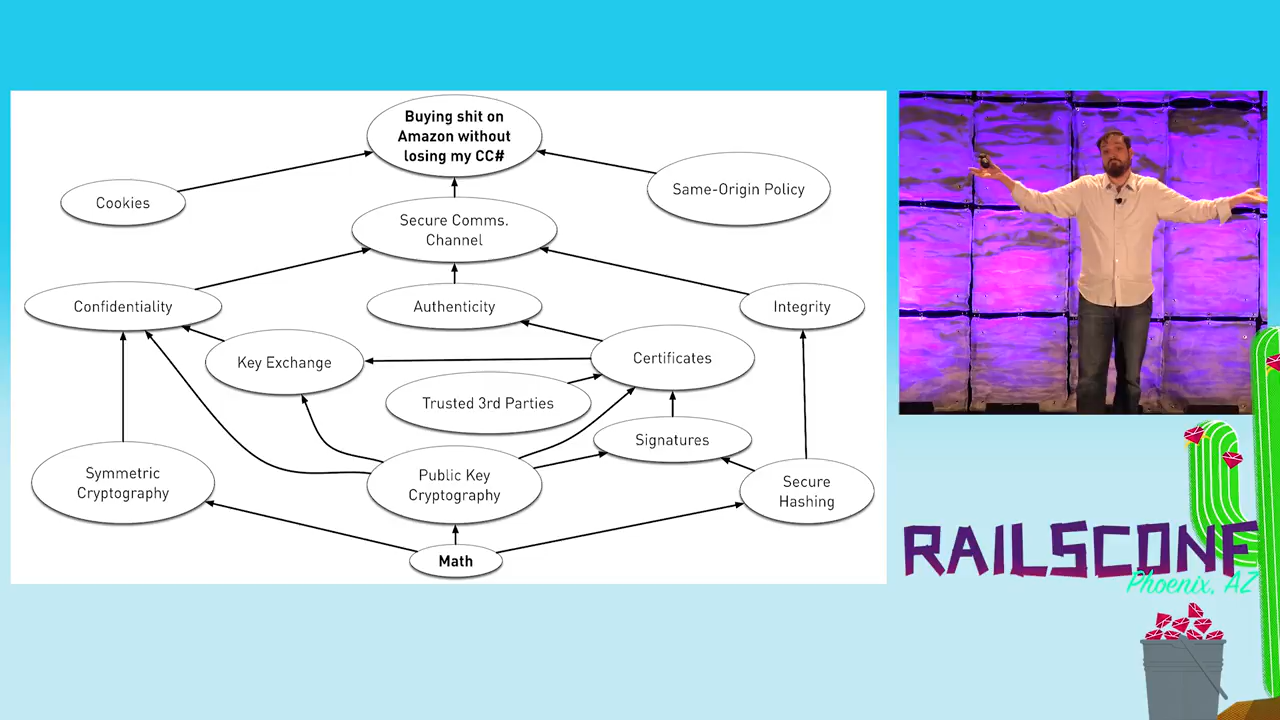 Buying shit on
Amazon without
losing my CC#
Cookies
Same-Origin Policy
Secure Comms.
Channel
Confidentiality
Authenticity
Integrity
Key Exchange
Certificates
Trusted 3rd Parties
Signatures
Symmetric
Cryptography
Public Key
Cryptography
Secure
Hashing
Math
RAILSCONF
Phoenix, AZ